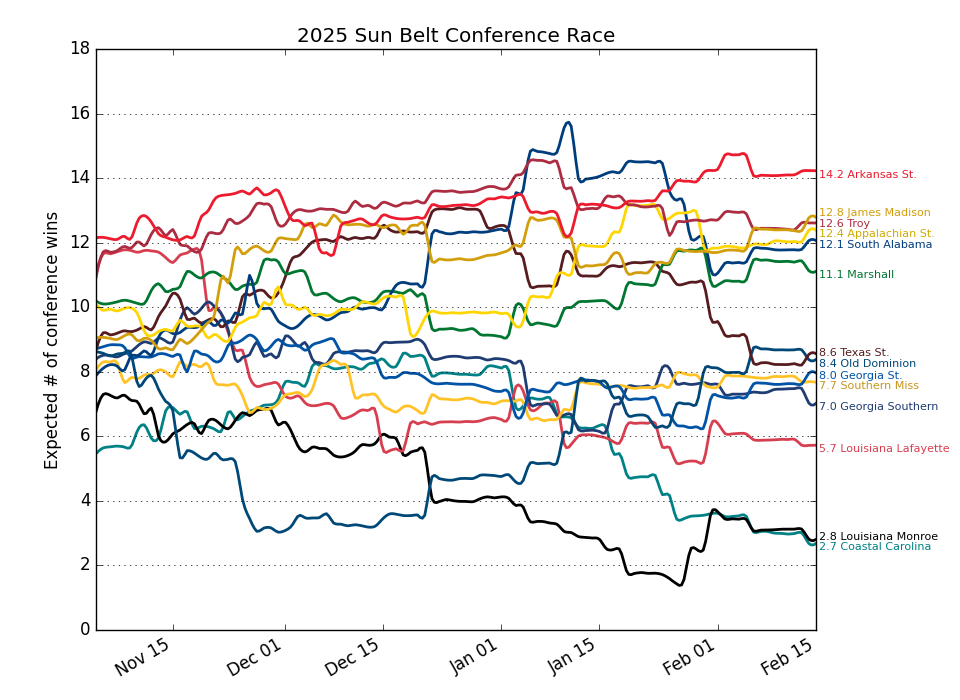 2025 Sun Belt Conference Race
Expected # of conference wins
18
16
14
12
10
8
6
4
2
0
14.2 Arkansas St.
12.8 James Madison
12.6 Troy
12.4 Appalachian St.
12.1 South Alabama
11.1 Marshall
8.6 Texas St.
8.4 Old Dominion
8.0 Georgia St.
7.7 Southern Miss
7.0 Georgia Southern
5.7 Louisiana Lafayette
2.8 Louisiana Monroe
2.7 Coastal Carolina
Nov 15
Dec 01
Dec 15
Jan 01
Jan 15
Feb 01
Feb 15